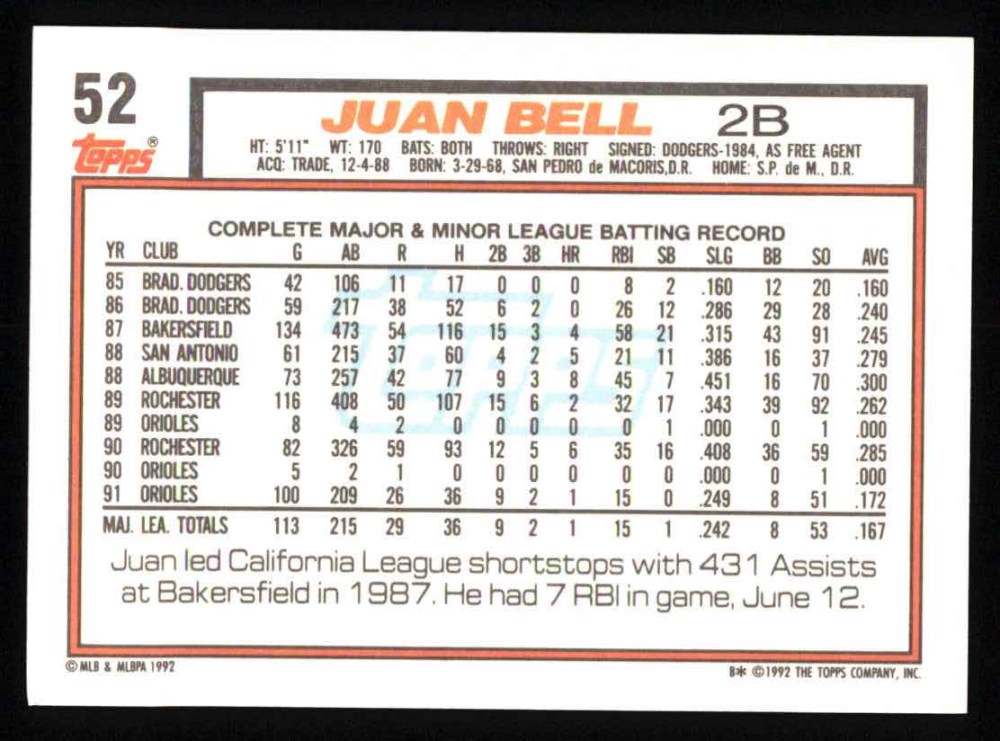 52
Topps®
JUAN BELL 2B
HT: 5'11" WT: 170 BATS: BOTH THROWS: RIGHT SIGNED: DODGERS-1984, AS FREE AGENT
ACQ: TRADE, 12-4-88 BORN: 3-29-68, SAN PEDRO de MACORIS,D.R. HOME: S.P. de M., D.R.
COMPLETE MAJOR & MINOR LEAGUE BATTING RECORD
YR CLUB G AB R H 2B 3B HR RBI SB SLG BB SO AVG
85 BRAD. DODGERS 42 106 11 17 0 0 0 8 2 .160 12 20 .160
86 BRAD. DODGERS 59 217 38 52 6 2 0 26 12 .286 29 28 .240
87 BAKERSFIELD 134 473 54 116 15 3 4 58 21 .315 43 91 .245
88 SAN ANTONIO 61 215 37 60 4 2 5 21 11 .386 16 37 .279
88 ALBUQUERQUE 73 257 42 77 9 3 8 45 7 .451 16 70 .300
89 ROCHESTER 116 408 50 107 15 6 2 32 17 .343 39 92 .262
89 ORIOLES 8 4 2 0 0 0 0 0 1 .000 0 1 .000
90 ROCHESTER 82 326 59 93 12 5 6 35 16 .408 36 59 .285
90 ORIOLES 5 2 1 0 0 0 0 0 0 .000 0 1 .000
91 ORIOLES 100 209 26 36 9 2 1 15 0 .249 8 51 .172
MAJ. LEA. TOTALS 113 215 29 36 9 2 1 15 1 .242 8 53 .167
Juan led California League shortstops with 431 Assists
at Bakersfield in 1987. He had 7 RBI in game, June 12.
© MLB & MLBPA 1992
B* © 1992 THE TOPPS COMPANY, INC.